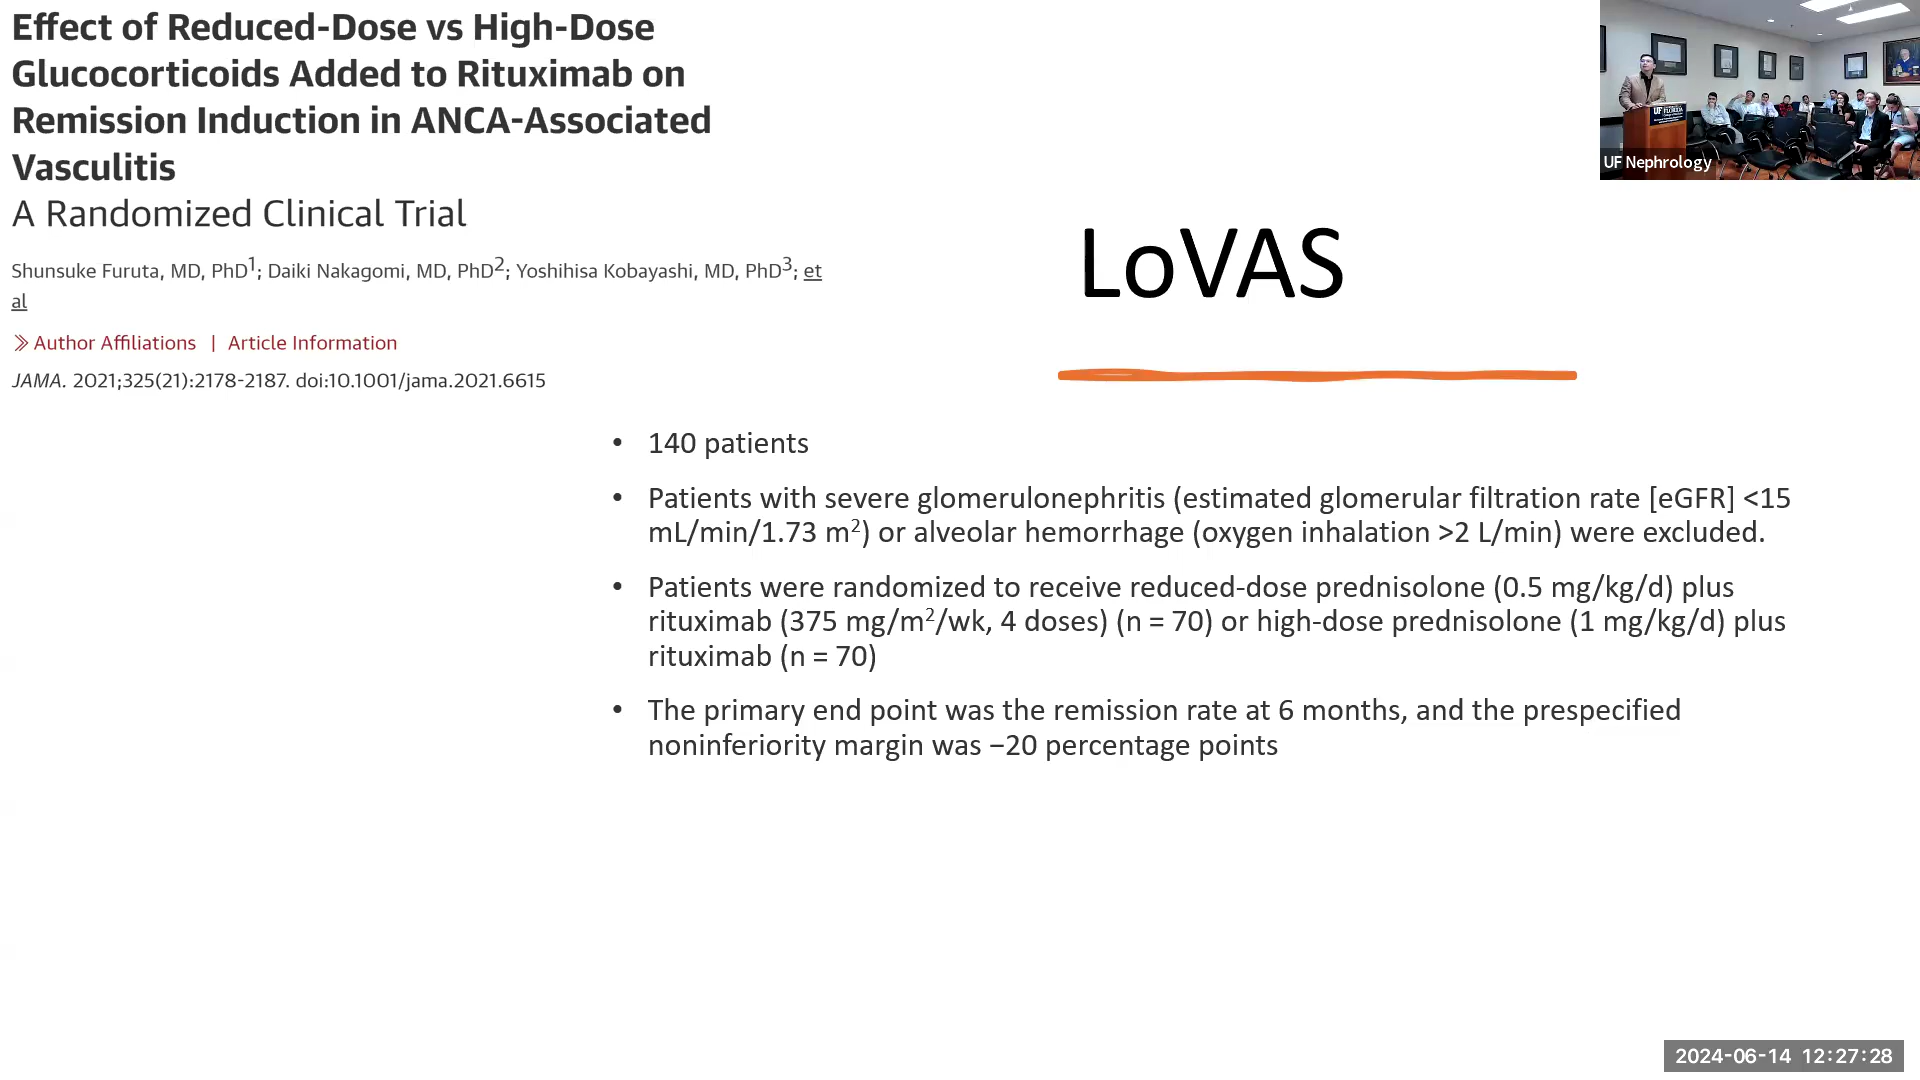 Effect of Reduced-Dose vs High-Dose
Glucocorticoids Added to Rituximab on
Remission Induction in ANCA-Associated
Vasculitis
A Randomized Clinical Trial
Shunsuke Furuta, MD, PhD1; Daiki Nakagomi, MD, PhD2; Yoshihisa Kobayashi, MD, PhD3; et
al
Author Affiliations | Article Information
JAMA. 2021;325(21):2178-2187. doi:10.1001/jama.2021.6615
UF FLORIDA
UF Nephrology
LoVAS
• 140 patients
• Patients with severe glomerulonephritis (estimated glomerular filtration rate [eGFR] <15
mL/min/1.73 m2) or alveolar hemorrhage (oxygen inhalation >2 L/min) were excluded.
• Patients were randomized to receive reduced-dose prednisolone (0.5 mg/kg/d) plus
rituximab (375 mg/m2/wk, 4 doses) (n = 70) or high-dose prednisolone (1 mg/kg/d) plus
rituximab (n = 70)
• The primary end point was the remission rate at 6 months, and the prespecified
noninferiority margin was −20 percentage points
2024-06-14 12:27:28